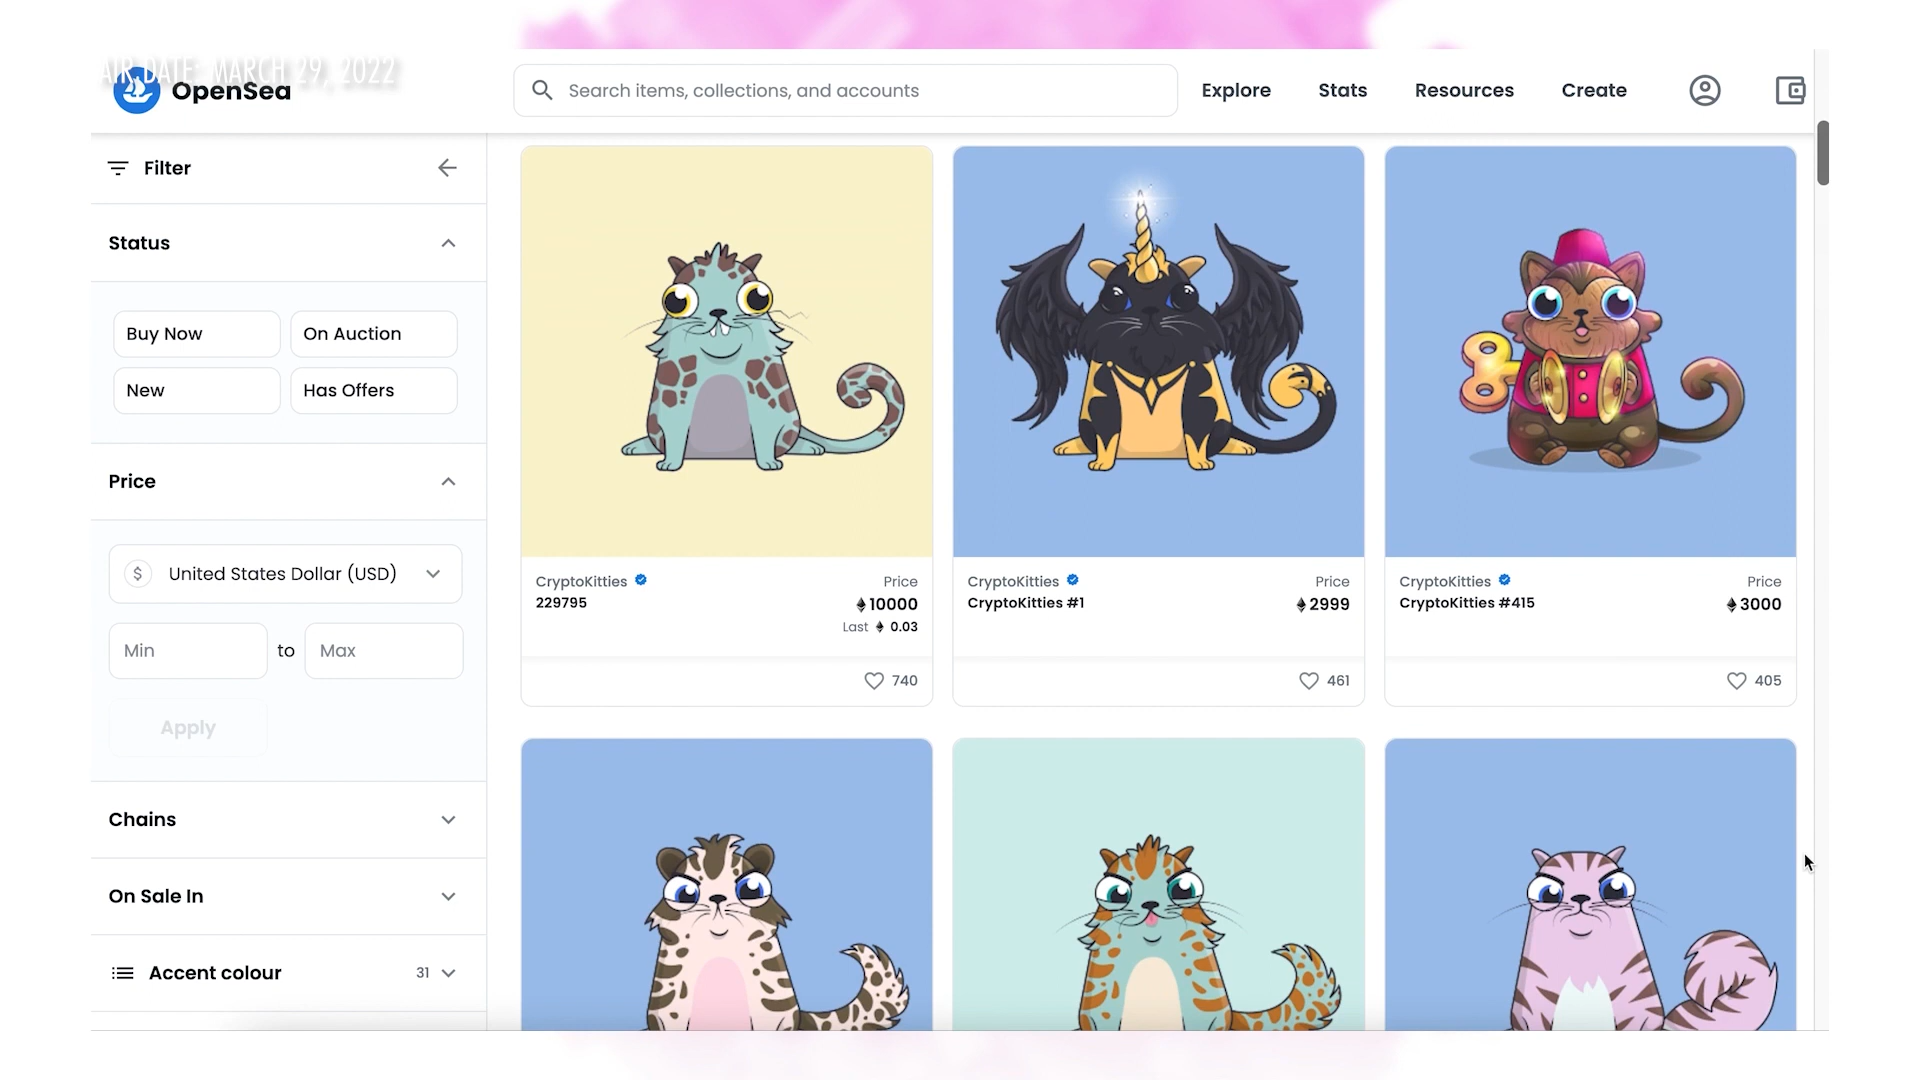 AIR DATE: MARCH 29, 2022
OpenSea
Search items, collections, and accounts
Explore
Stats
Resources
Create
Filter
Status
Buy Now
On Auction
New
Has Offers
Price
$ United States Dollar (USD)
Min to Max
Apply
Chains
On Sale In
Accent colour 31
CryptoKitties Price
229795 10000
Last 0.03
740
CryptoKitties Price
CryptoKitties #1 2999
461
CryptoKitties Price
CryptoKitties #415 3000
405